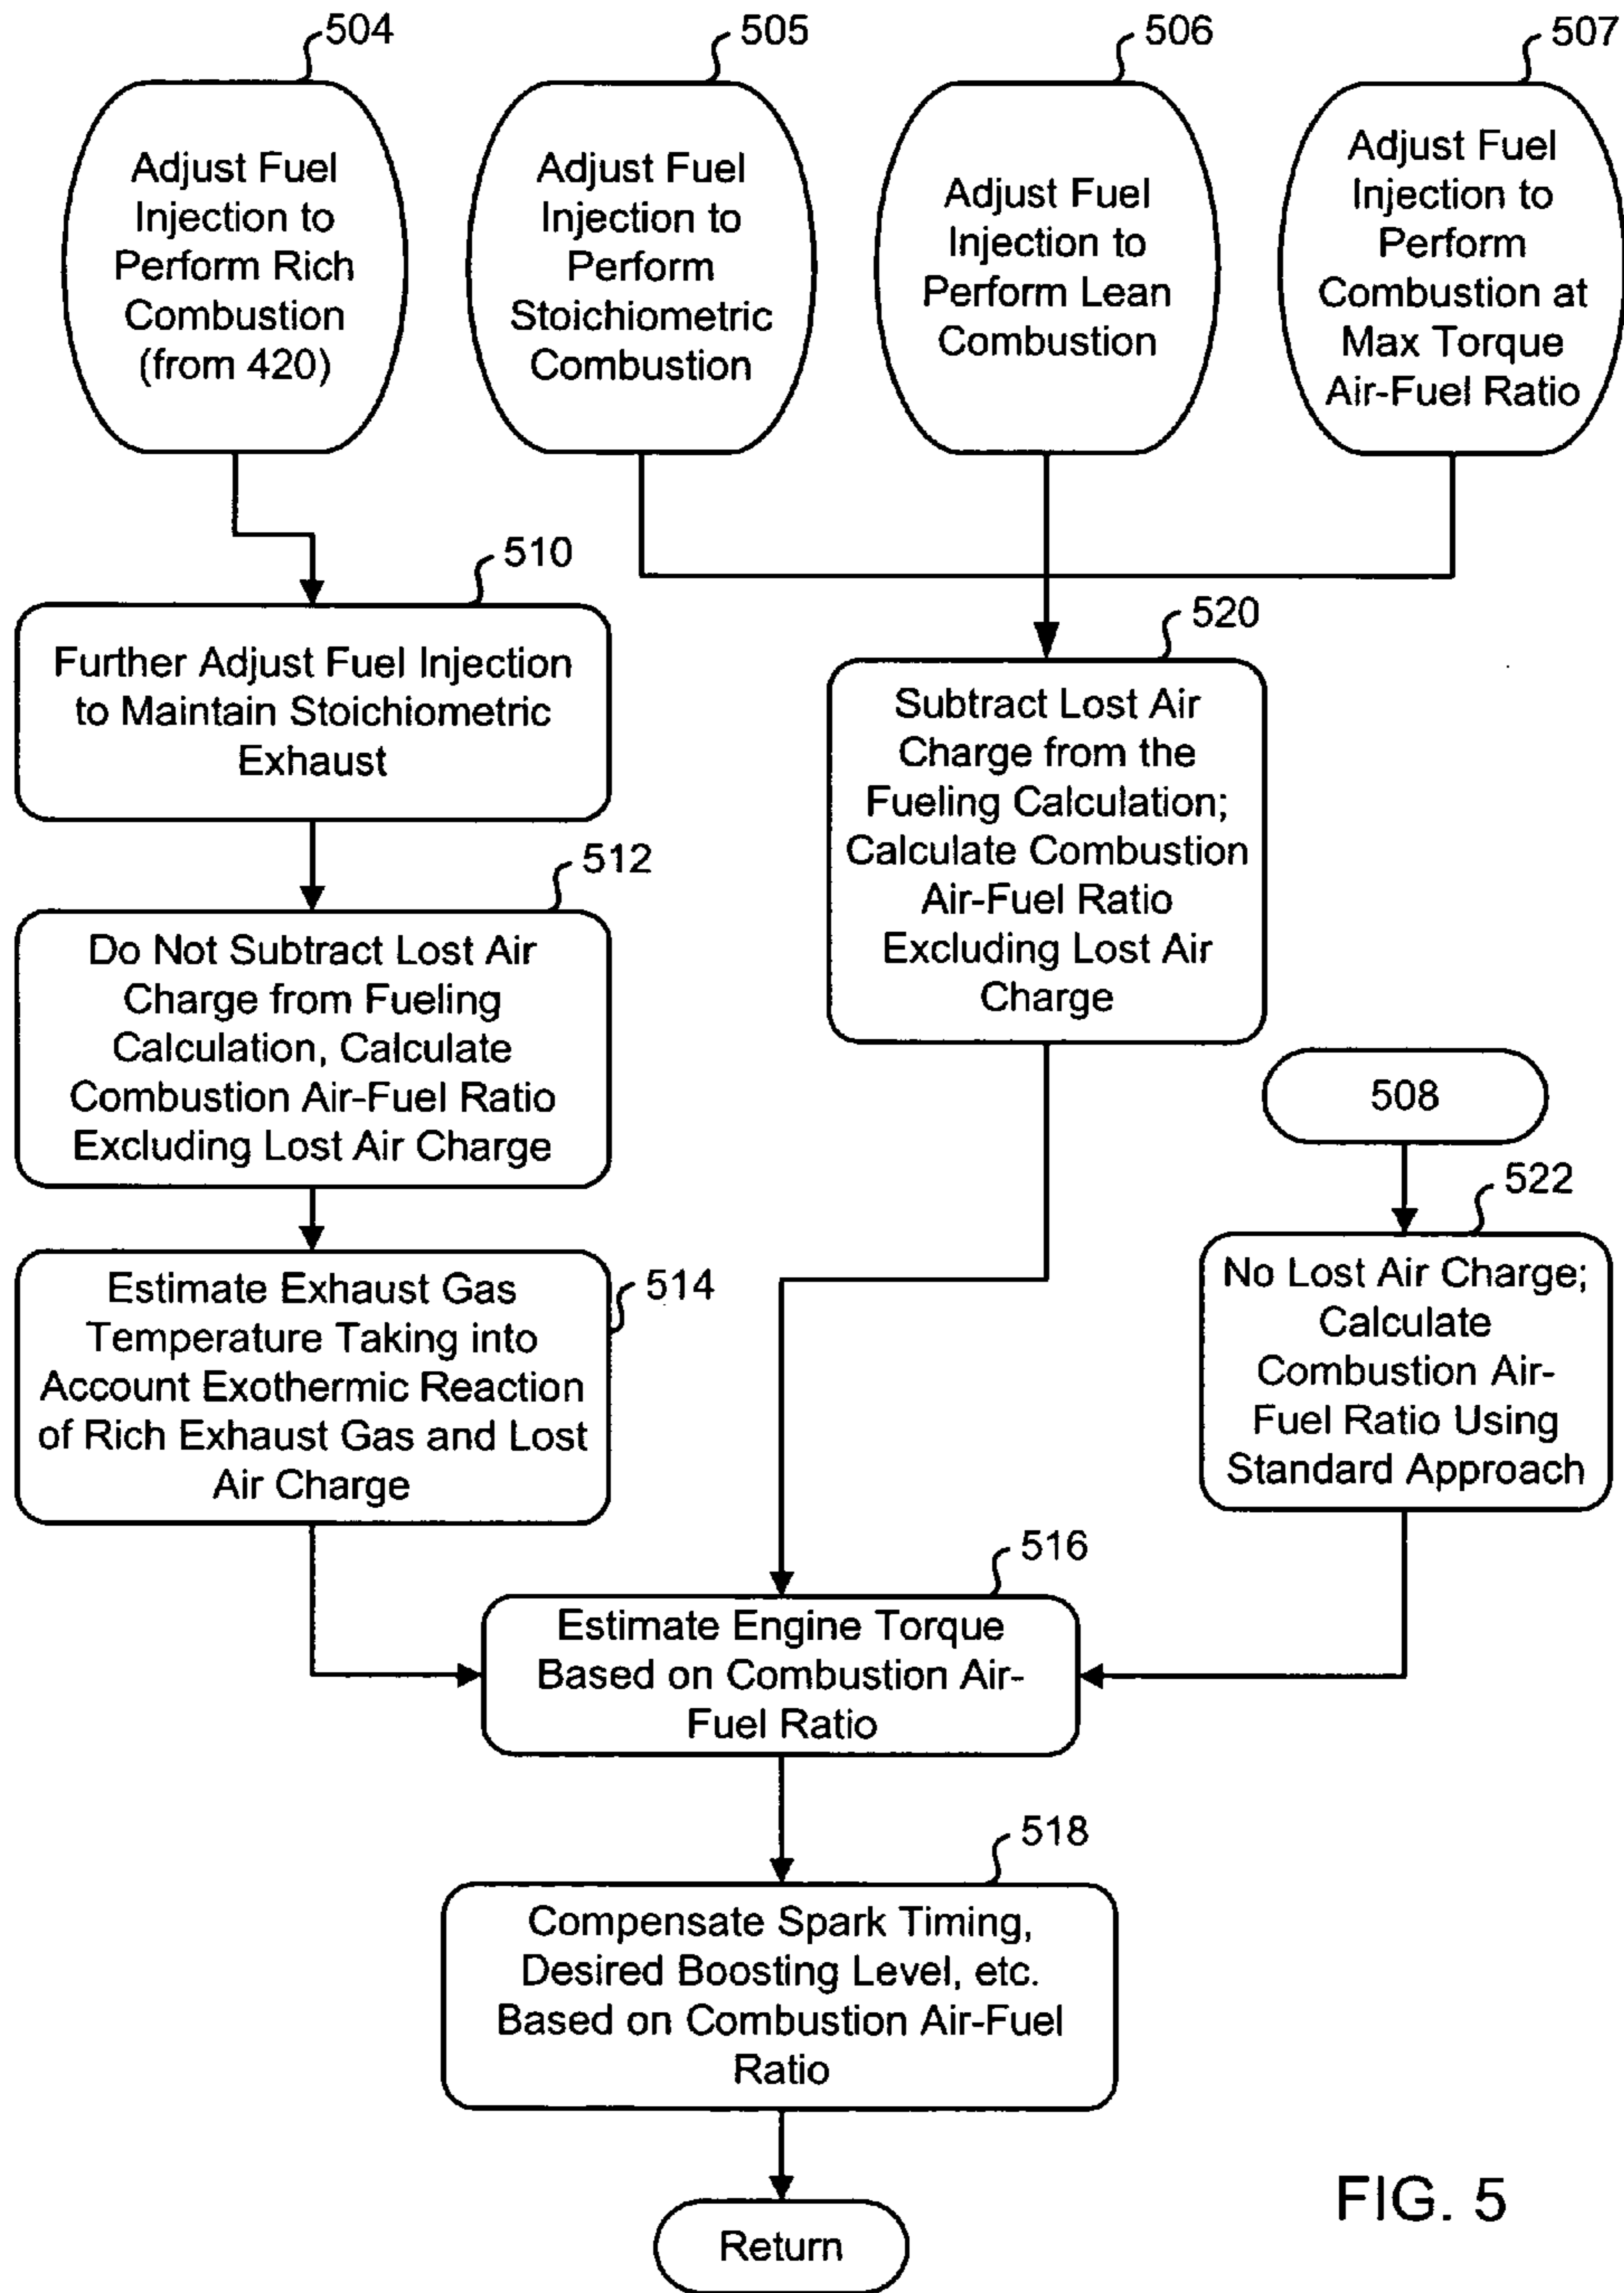 504
505
506
507
Adjust Fuel
Injection to
Perform Rich
Combustion
(from 420)
Adjust Fuel
Injection to
Perform
Stoichiometric
Combustion
Adjust Fuel
Injection to
Perform Lean
Combustion
Adjust Fuel
Injection to
Perform
Combustion at
Max Torque
Air-Fuel Ratio
510
Further Adjust Fuel Injection
to Maintain Stoichiometric
Exhaust
520
Subtract Lost Air
Charge from the
Fueling Calculation;
Calculate Combustion
Air-Fuel Ratio
Excluding Lost Air
Charge
512
Do Not Subtract Lost Air
Charge from Fueling
Calculation, Calculate
Combustion Air-Fuel Ratio
Excluding Lost Air Charge
508
522
No Lost Air Charge;
Calculate
Combustion Air-
Fuel Ratio Using
Standard Approach
514
Estimate Exhaust Gas
Temperature Taking into
Account Exothermic Reaction
of Rich Exhaust Gas and Lost
Air Charge
516
Estimate Engine Torque
Based on Combustion Air-
Fuel Ratio
518
Compensate Spark Timing,
Desired Boosting Level, etc.
Based on Combustion Air-Fuel
Ratio
Return
FIG. 5